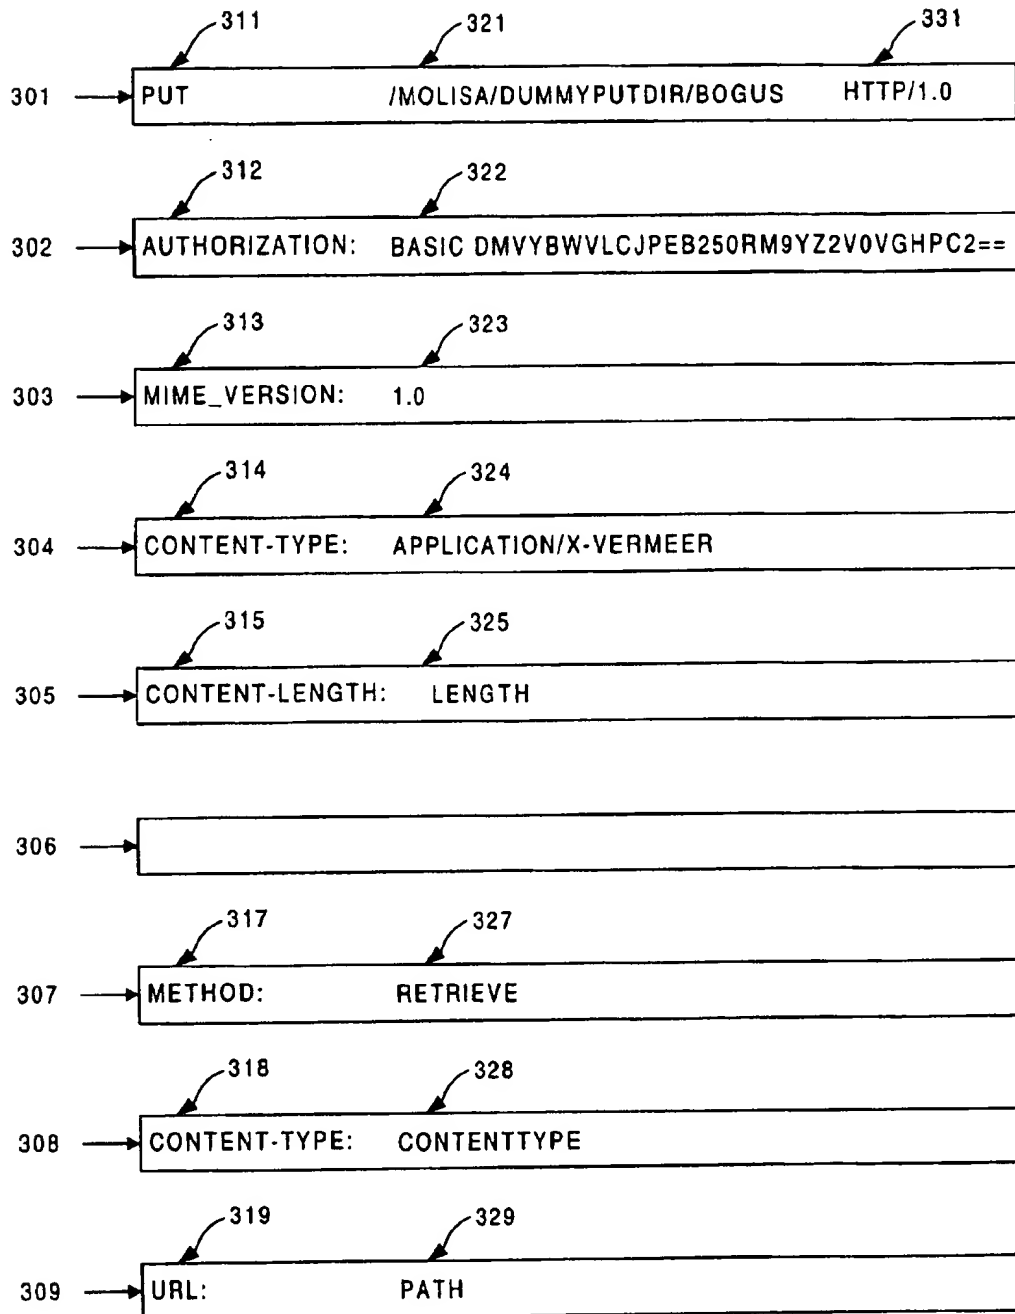 311 321 331
301 PUT /MOLISA/DUMMYPUTDIR/BOGUS HTTP/1.0
312 322
302 AUTHORIZATION: BASIC DMVYBWVLCJPEB250RM9YZ2V0VGHPC2==
313 323
303 MIME_VERSION: 1.0
314 324
304 CONTENT-TYPE: APPLICATION/X-VERMEER
315 325
305 CONTENT-LENGTH: LENGTH
306
317 327
307 METHOD: RETRIEVE
318 328
308 CONTENT-TYPE: CONTENTTYPE
319 329
309 URL: PATH